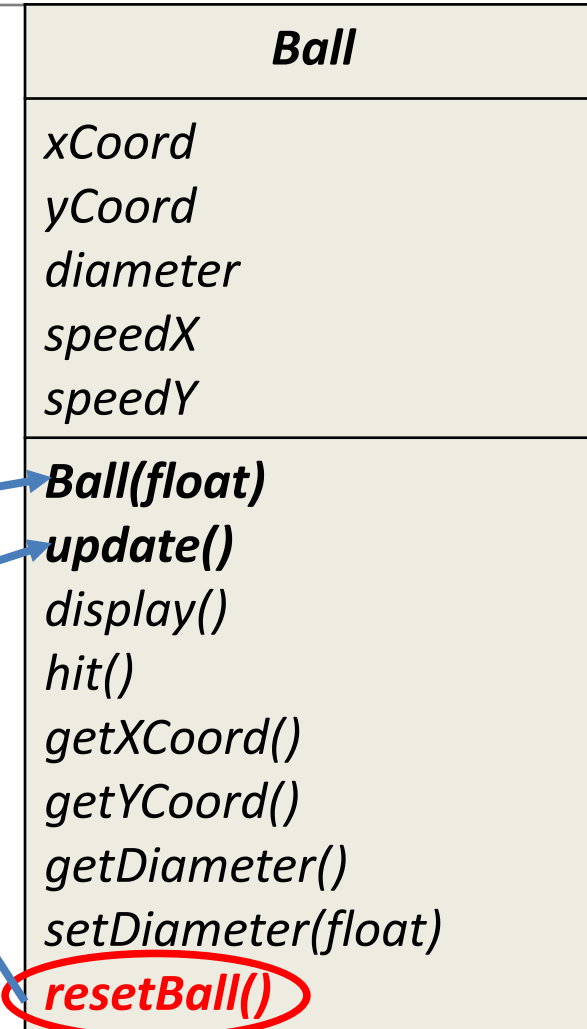 Ball
xCoord
yCoord
diameter
speedX
speedY
Ball(float)
update()
display()
hit()
getXCoord()
getYCoord()
getDiameter()
setDiameter(float)
resetBall()